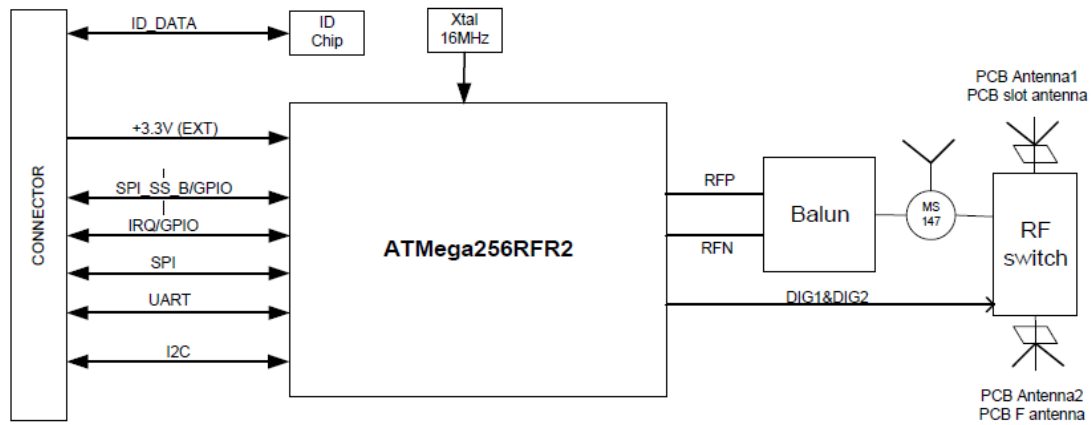 ID_DATA
ID
Chip
Xtal
16MHz
CONNECTOR
+3.3V (EXT)
SPI_SS_B/GPIO
IRQ/GPIO
SPI
UART
I2C
ATMega256RFR2
RFP
RFN
DIG1&DIG2
Balun
MS
147
PCB Antenna1
PCB slot antenna
RF
switch
PCB Antenna2
PCB F antenna